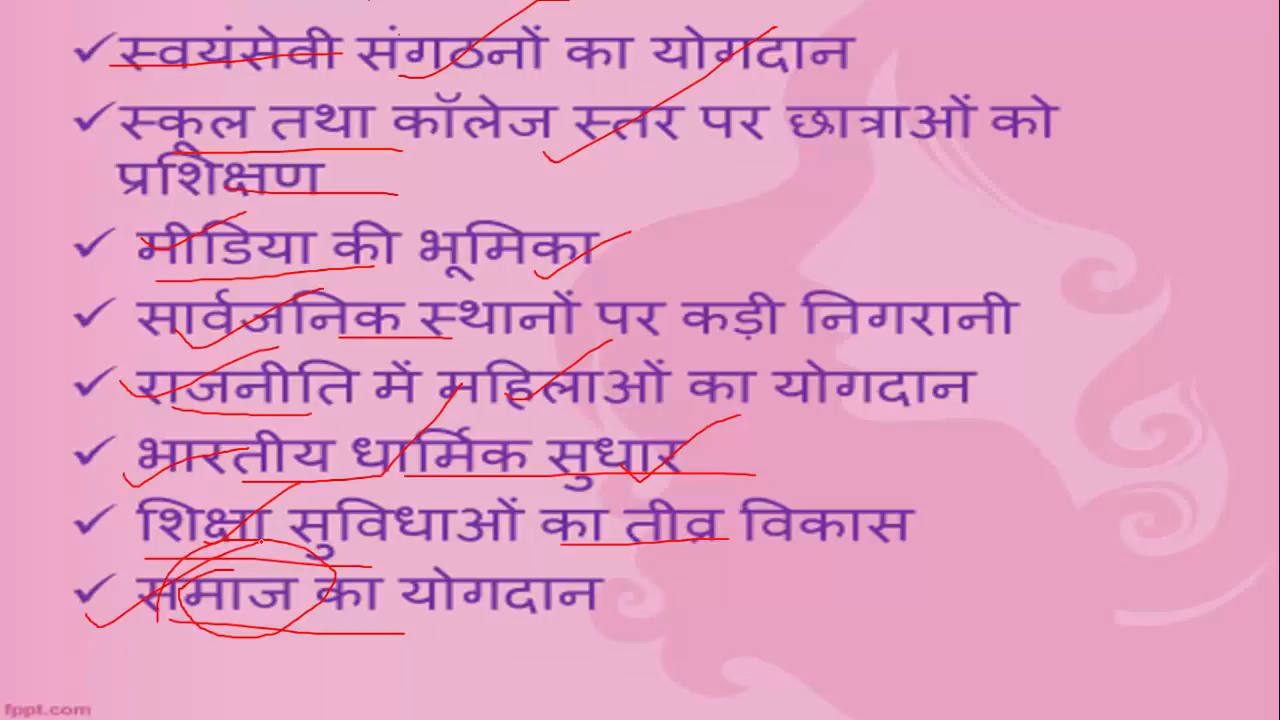 ✓स्वयंसेवी संगठनों का योगदान
✓स्कूल तथा कॉलेज स्तर पर छात्राओं को
प्रशिक्षण
✓ मीडिया की भूमिका
✓ सार्वजनिक स्थानों पर कड़ी निगरानी
✓ राजनीति में महिलाओं का योगदान
✓ भारतीय धार्मिक सुधार
✓ शिक्षा सुविधाओं का तीव्र विकास
✓ समाज का योगदान
fppt.com